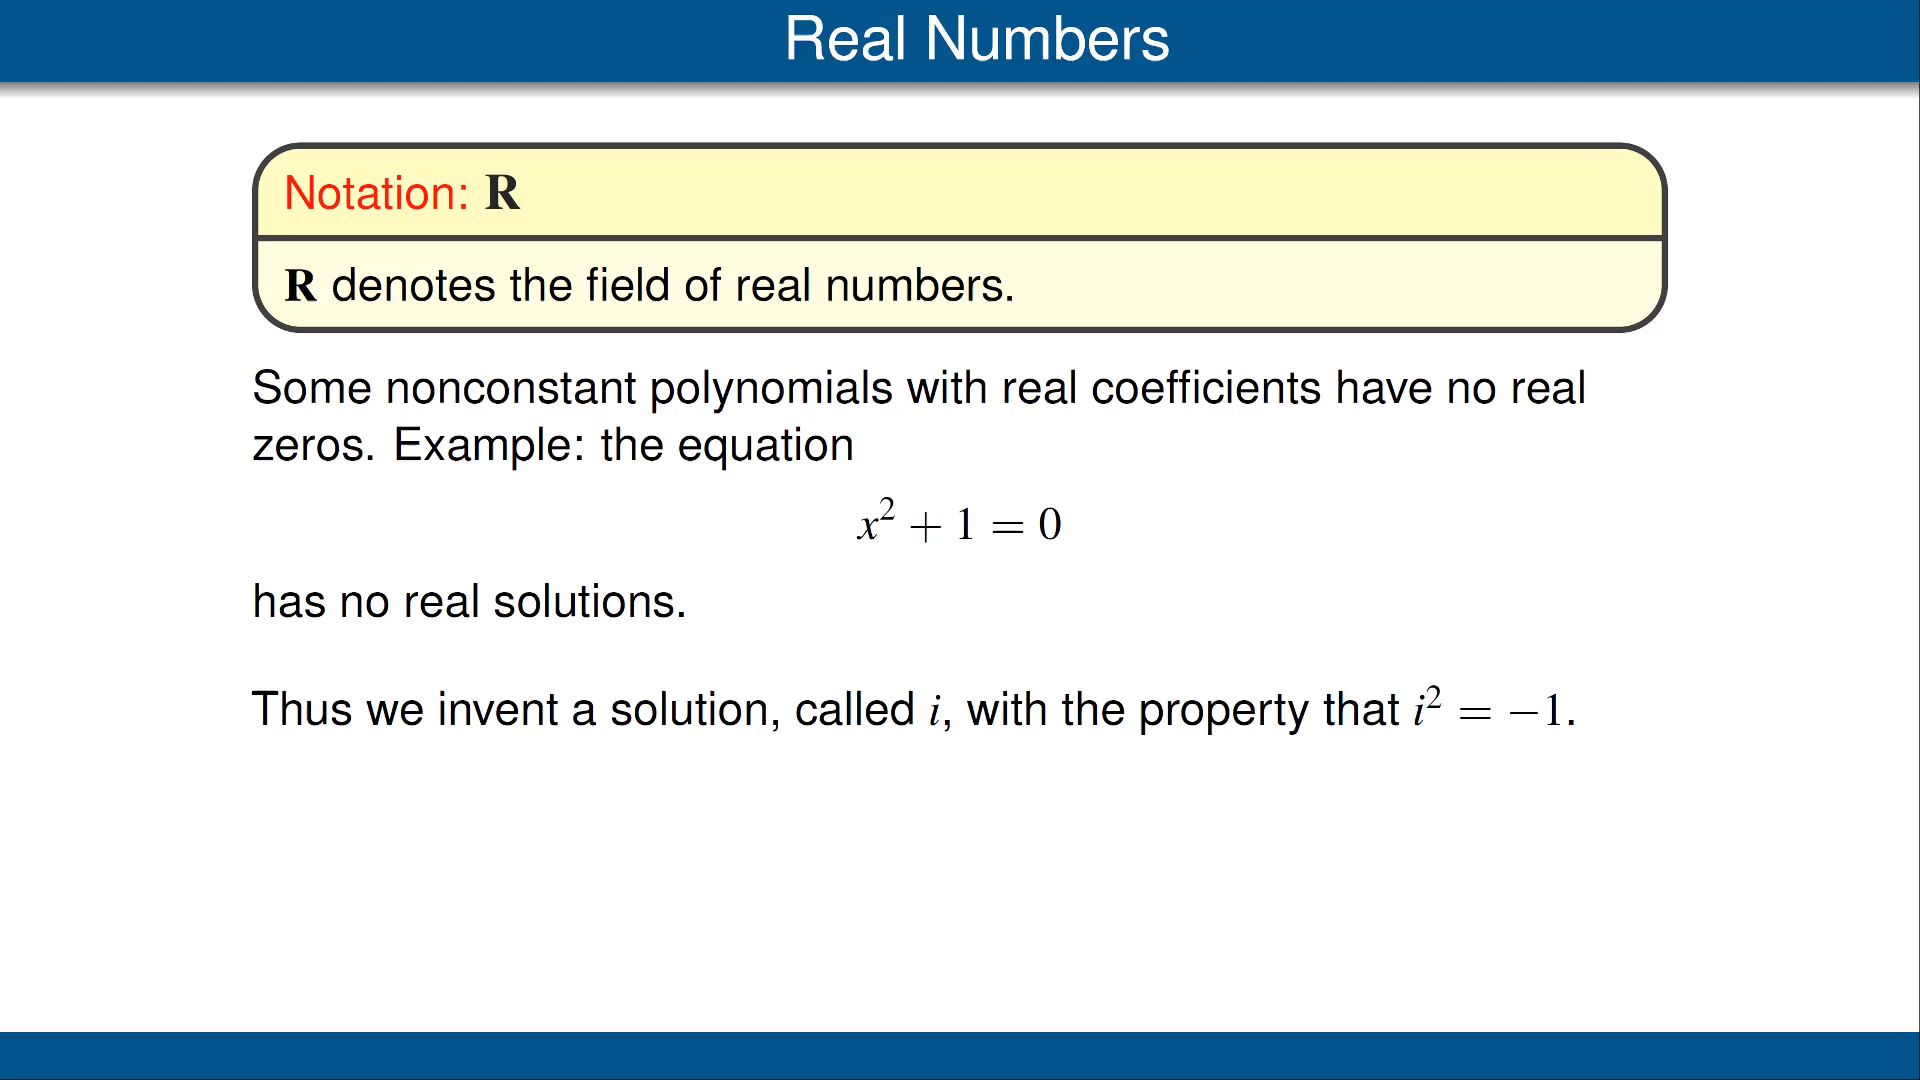 Real Numbers
Notation: R
R denotes the field of real numbers.
Some nonconstant polynomials with real coefficients have no real
zeros. Example: the equation
x² + 1 = 0
has no real solutions.
Thus we invent a solution, called i, with the property that i² = −1.